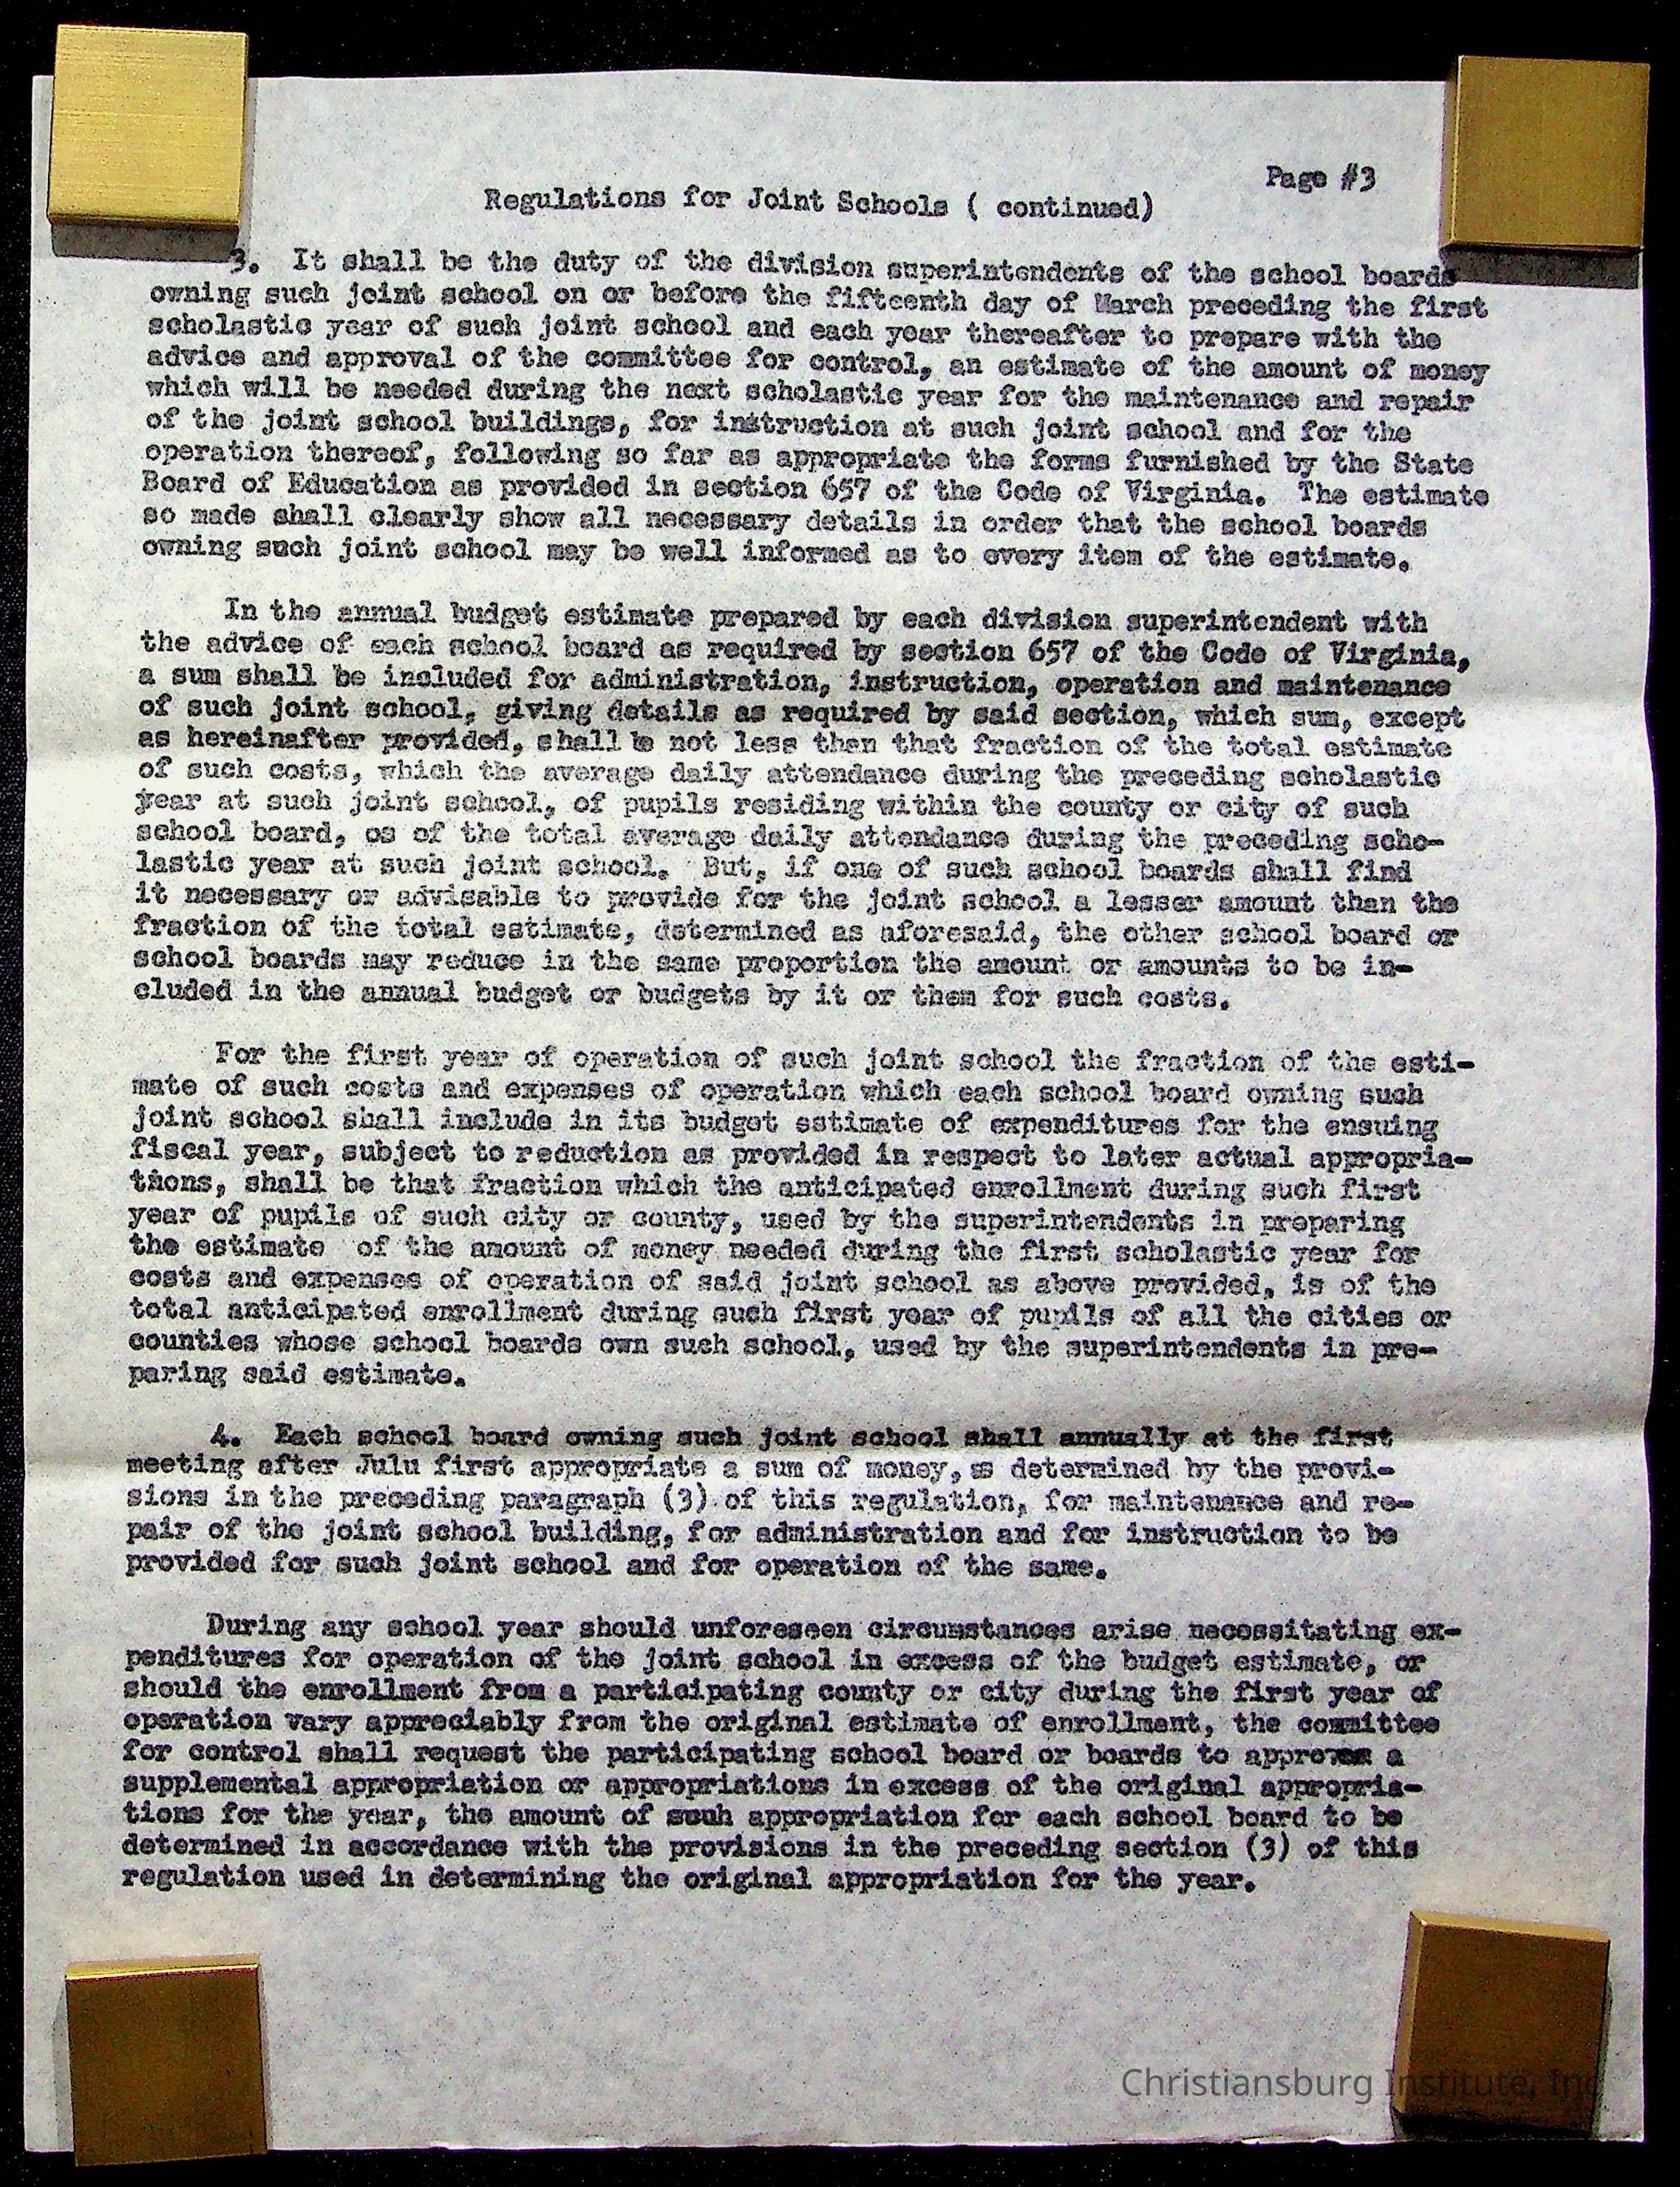 Page #3
Regulations for Joint Schools ( continued)
3. It shall be the duty of the division superintendents of the school boards
owning such joint school on or before the fifteenth day of March preceding the first
scholastic year of such joint school and each year thereafter to prepare with the
advice and approval of the committee for control, an estimate of the amount of money
which will be needed during the next scholastic year for the maintenance and repair
of the joint school buildings, for instruction at such joint school and for the
operation thereof, following so far as appropriate the forms furnished by the State
Board of Education as provided in section 657 of the Code of Virginia. The estimate
so made shall clearly show all necessary details in order that the school boards
owning such joint school may be well informed as to every item of the estimate.
In the annual budget estimate prepared by each division superintendent with
the advice of each school board as required by section 657 of the Code of Virginia,
a sum shall be included for administration, instruction, operation and maintenance
of such joint school, giving details as required by said section, which sum, except
as hereinafter provided, shall be not less than that fraction of the total estimate
of such costs, which the average daily attendance during the preceding scholastic
year at such joint school, of pupils residing within the county or city of such
school board, os of the total average daily attendance during the preceding scho-
lastic year at such joint school. But, if one of such school boards shall find
it necessary or advisable to provide for the joint school a lesser amount than the
fraction of the total estimate, determined as aforesaid, the other school board or
school boards may reduce in the same proportion the amount or amounts to be in-
cluded in the annual budget or budgets by it or them for such costs.
For the first year of operation of such joint school the fraction of the esti-
mate of such costs and expenses of operation which each school board owning such
joint school shall include in its budget estimate of expenditures for the ensuing
fiscal year, subject to reduction as provided in respect to later actual appropria-
tions, shall be that fraction which the anticipated enrollment during such first
year of pupils of such city or county, used by the superintendents in preparing
the estimate of the amount of money needed during the first scholastic year for
costs and expenses of operation of said joint school as above provided, is of the
total anticipated enrollment during such first year of pupils of all the cities or
counties whose school boards own such school, used by the superintendents in pre-
paring said estimate.
4. Each school board owning such joint school shall annually at the first
meeting after Julu first appropriate a sum of money, as determined by the provi-
sions in the preceding paragraph (3) of this regulation, for maintenance and re-
pair of the joint school building, for administration and for instruction to be
provided for such joint school and for operation of the same.
During any school year should unforeseen circumstances arise necessitating ex-
penditures for operation of the joint school in excess of the budget estimate, or
should the enrollment from a participating county or city during the first year of
operation vary appreciably from the original estimate of enrollment, the committee
for control shall request the participating school board or boards to approve a
supplemental appropriation or appropriations in excess of the original appropria-
tions for the year, the amount of such appropriation for each school board to be
determined in accordance with the provisions in the preceding section (3) of this
regulation used in determining the original appropriation for the year.
Christiansburg Institute, Inc